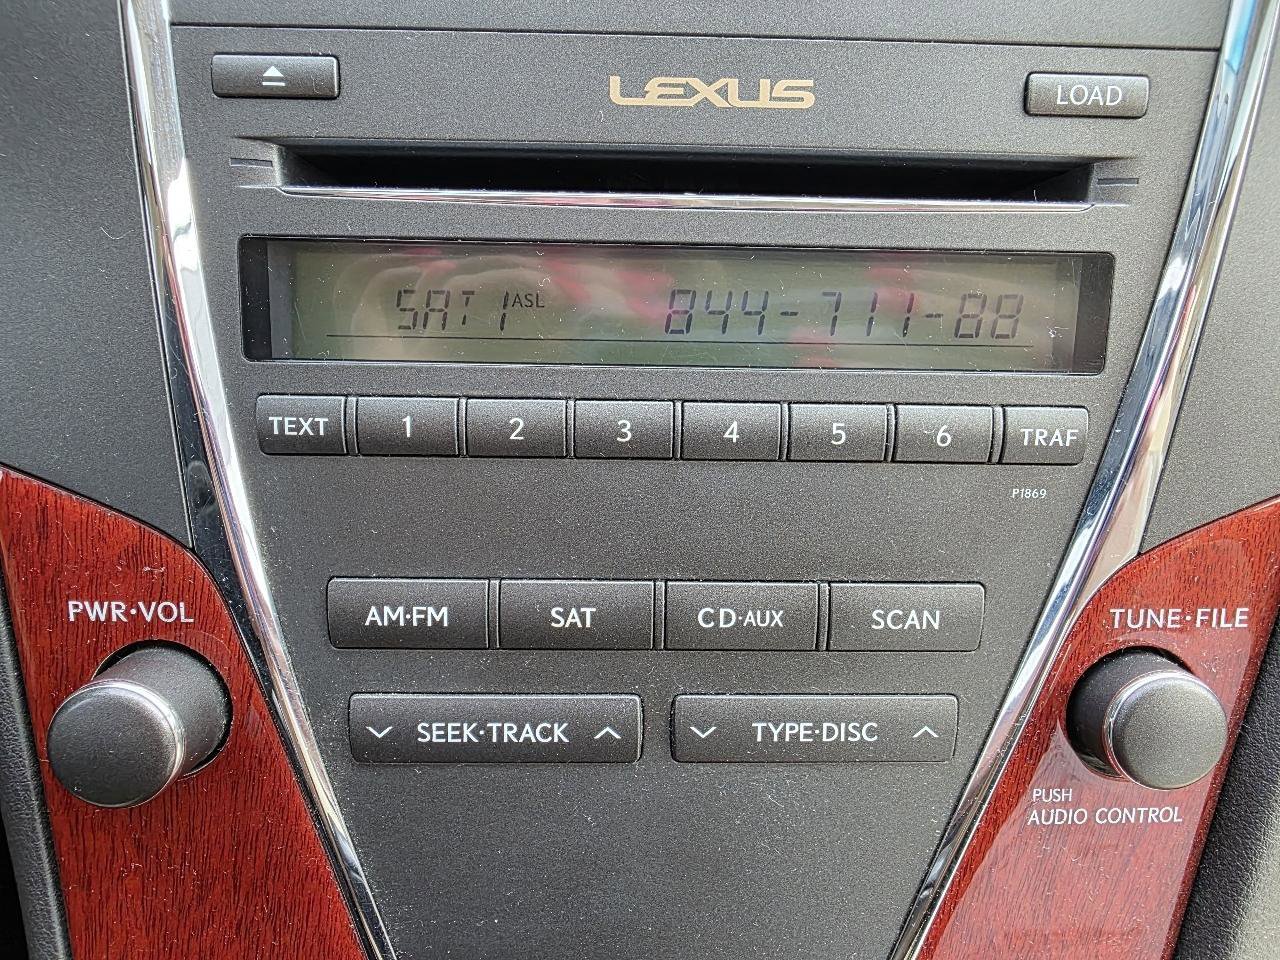 LEXUS
LOAD
SAT 1 ASL 844-711-88
TEXT 1 2 3 4 5 6 TRAF
P1869
AM·FM SAT CD·AUX SCAN
PWR·VOL
TUNE·FILE
SEEK·TRACK TYPE·DISC
PUSH
AUDIO CONTROL